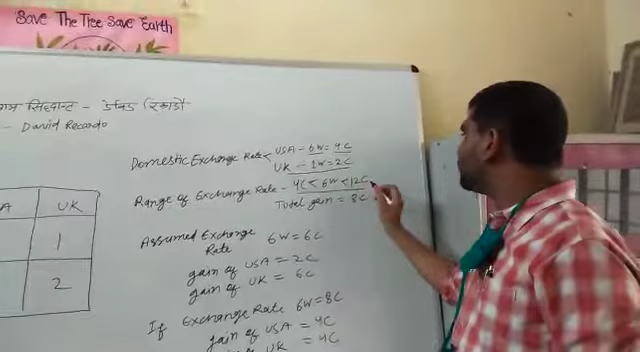 Save The Tree Save Earth
सिद्धान्त - डेविड रिकार्डो
- David Recardo
Domestic Exchange Rate < USA - 6W = 4C
UK - 1W = 2C
Range of Exchange Rate - 4C < 6W < 12C
Total gain = 8C
A UK
1
2
Assumed Exchange Rate 6W = 6C
gain of USA = 2C
gain of UK = 6C
If Exchange Rate 6W = 8C
gain of USA = 4C
UK = 4C